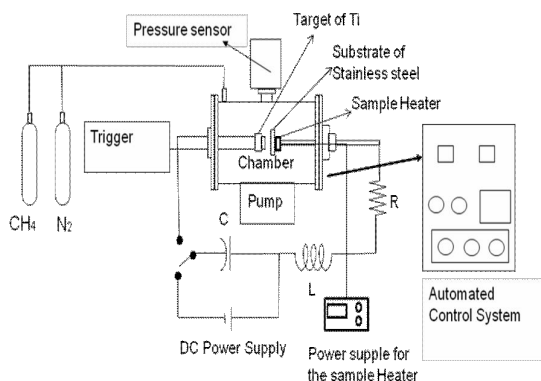 Pressure sensor
Target of Ti
Substrate of
Stainless steel
Sample Heater
Trigger
Chamber
Pump
CH4
N2
C
R
L
DC Power Supply
Power supple for
the sample Heater
Automated
Control System